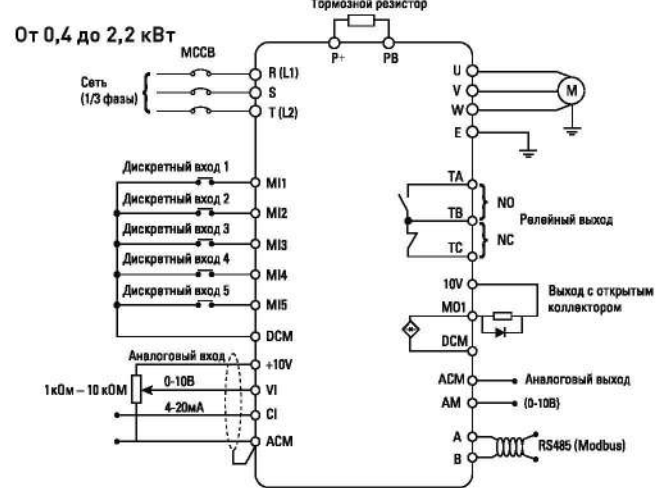 Тормозной резистор
От 0,4 до 2,2 кВт
P+
PB
MCCB
Сеть
(1/3 фазы)
R (L1)
S
T (L2)
U
V
W
E
M
Дискретный вход 1
MI1
Дискретный вход 2
MI2
Дискретный вход 3
MI3
Дискретный вход 4
MI4
Дискретный вход 5
MI5
DCM
TA
TB
TC
NO
NC
Релейный выход
10V
MO1
DCM
Выход с открытым
коллектором
Аналоговый вход
+10V
1кОм – 10 кОМ
0-10В
VI
4-20мА
CI
ACM
ACM
Аналоговый выход
AM
(0-10В)
A
B
RS485 (Modbus)